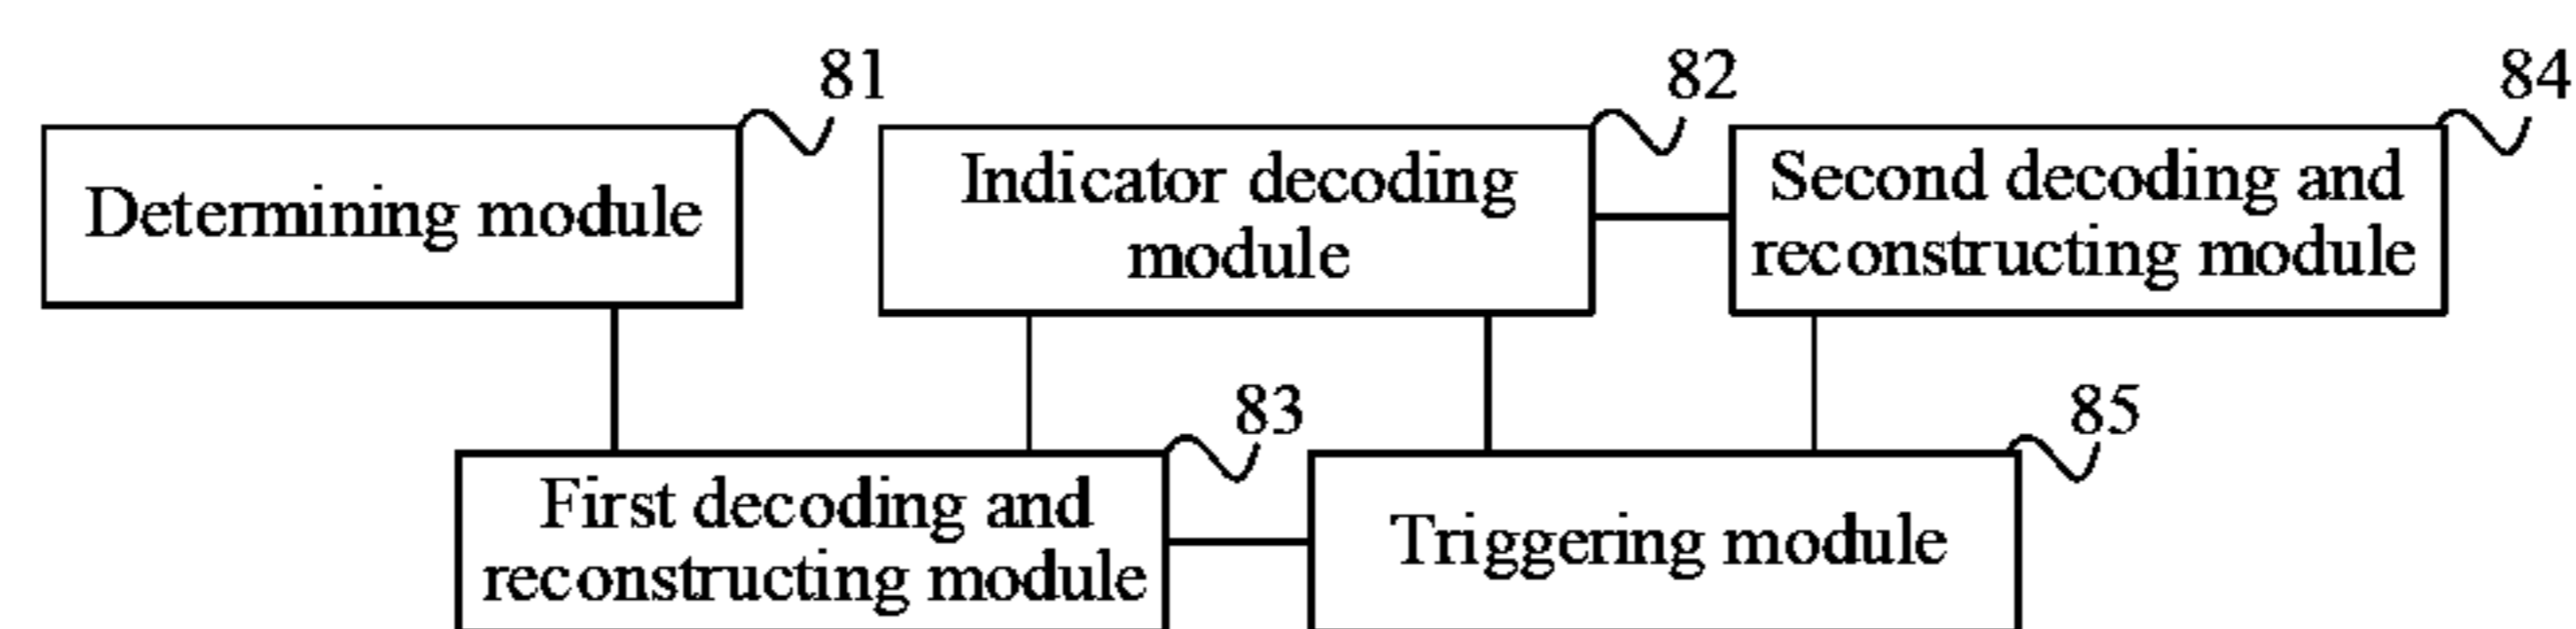 81
82
84
Determining module
Indicator decoding
module
Second decoding and
reconstructing module
83
85
First decoding and
reconstructing module
Triggering module